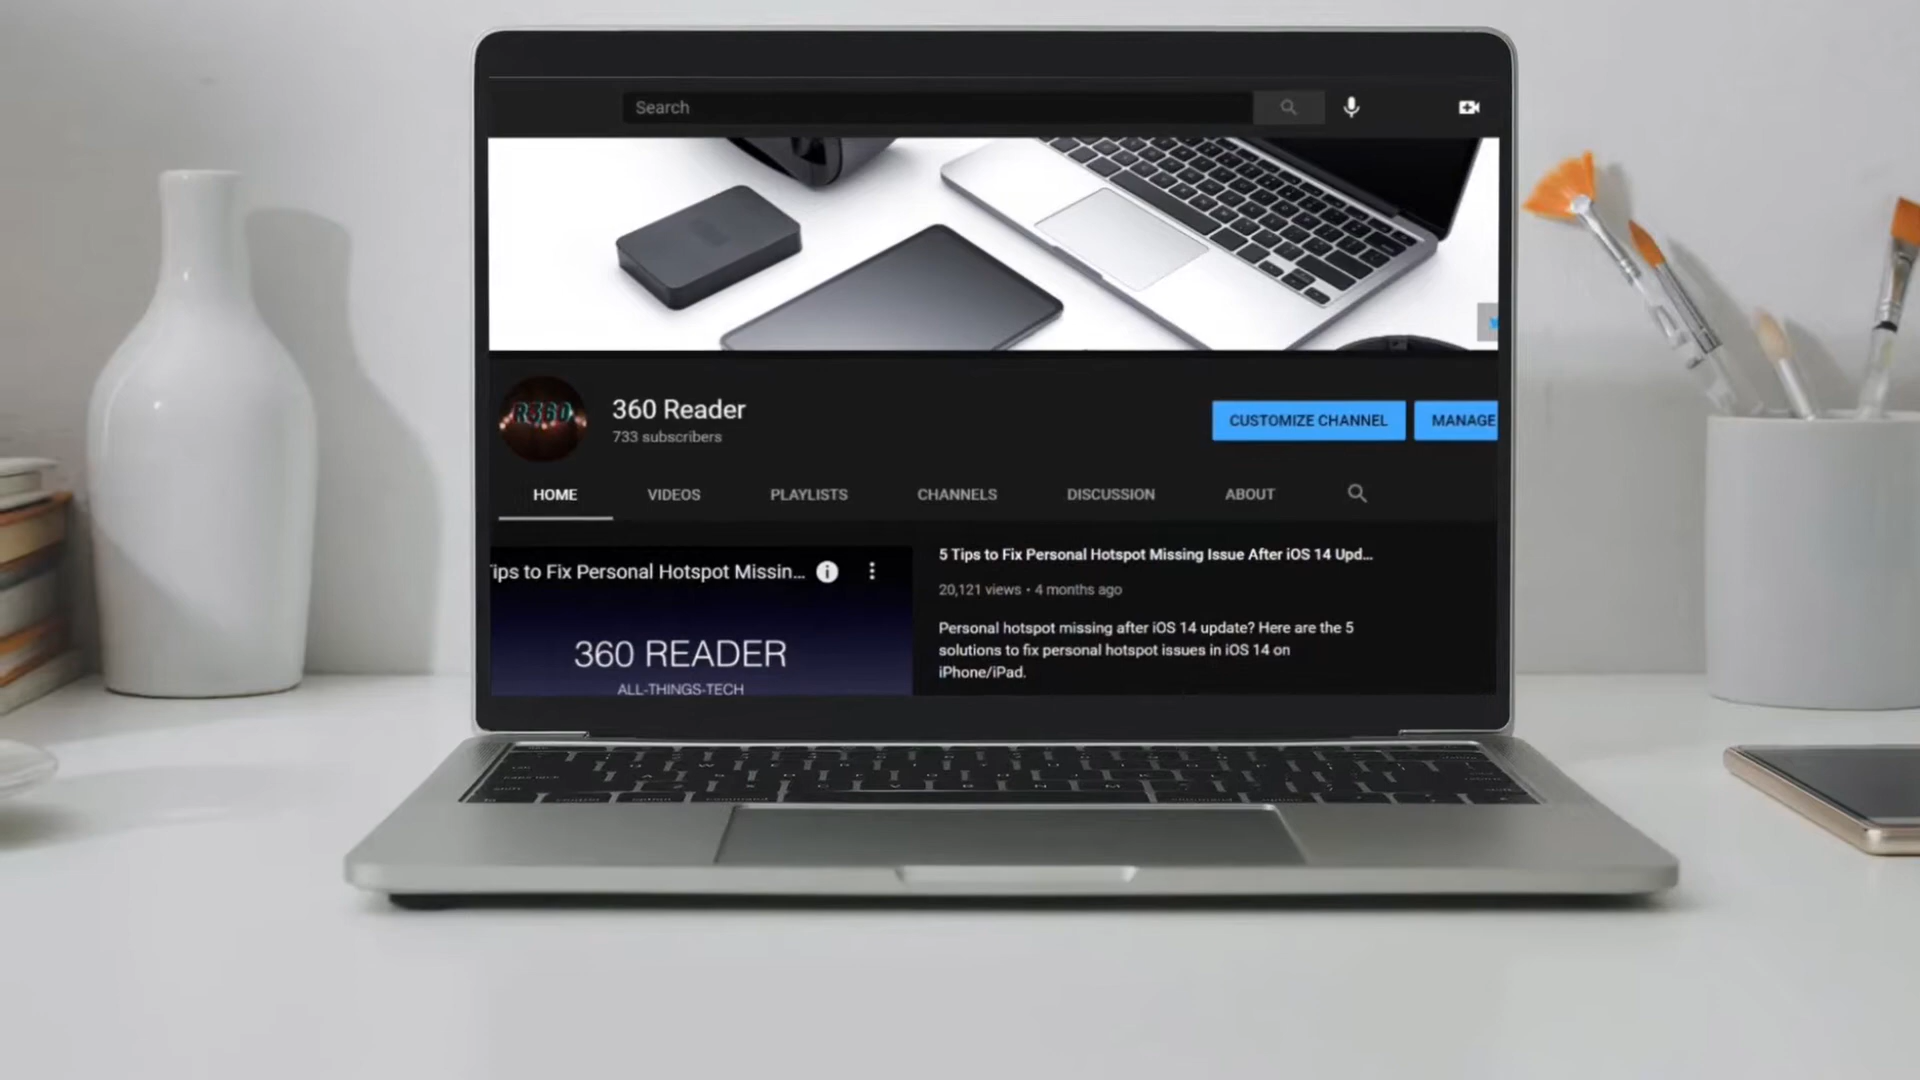 Search
360 Reader
733 subscribers
CUSTOMIZE CHANNEL
MANAGE
HOME
VIDEOS
PLAYLISTS
CHANNELS
DISCUSSION
ABOUT
ips to Fix Personal Hotspot Missin...
360 READER
ALL-THINGS-TECH
5 Tips to Fix Personal Hotspot Missing Issue After iOS 14 Upd...
20,121 views • 4 months ago
Personal hotspot missing after iOS 14 update? Here are the 5
solutions to fix personal hotspot issues in iOS 14 on
iPhone/iPad.
R360